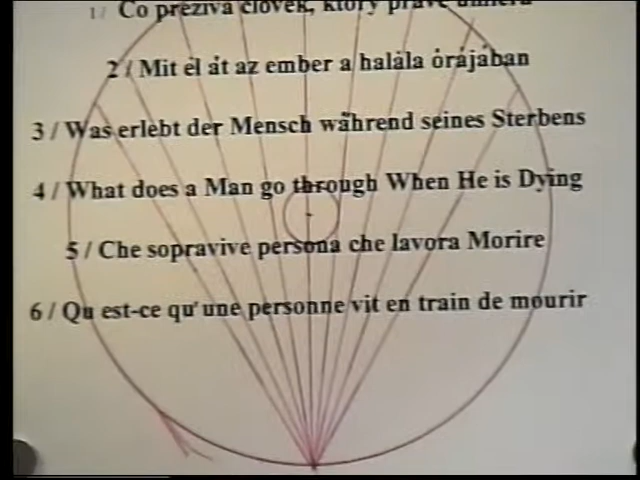 1/ Čo prežíva človek, ktorý práve umiera
2 / Mit él át az ember a halála órájában
3 / Was erlebt der Mensch während seines Sterbens
4 / What does a Man go through When He is Dying
5 / Che sopravive persona che lavora Morire
6 / Qu est-ce qu' une personne vit en train de mourir